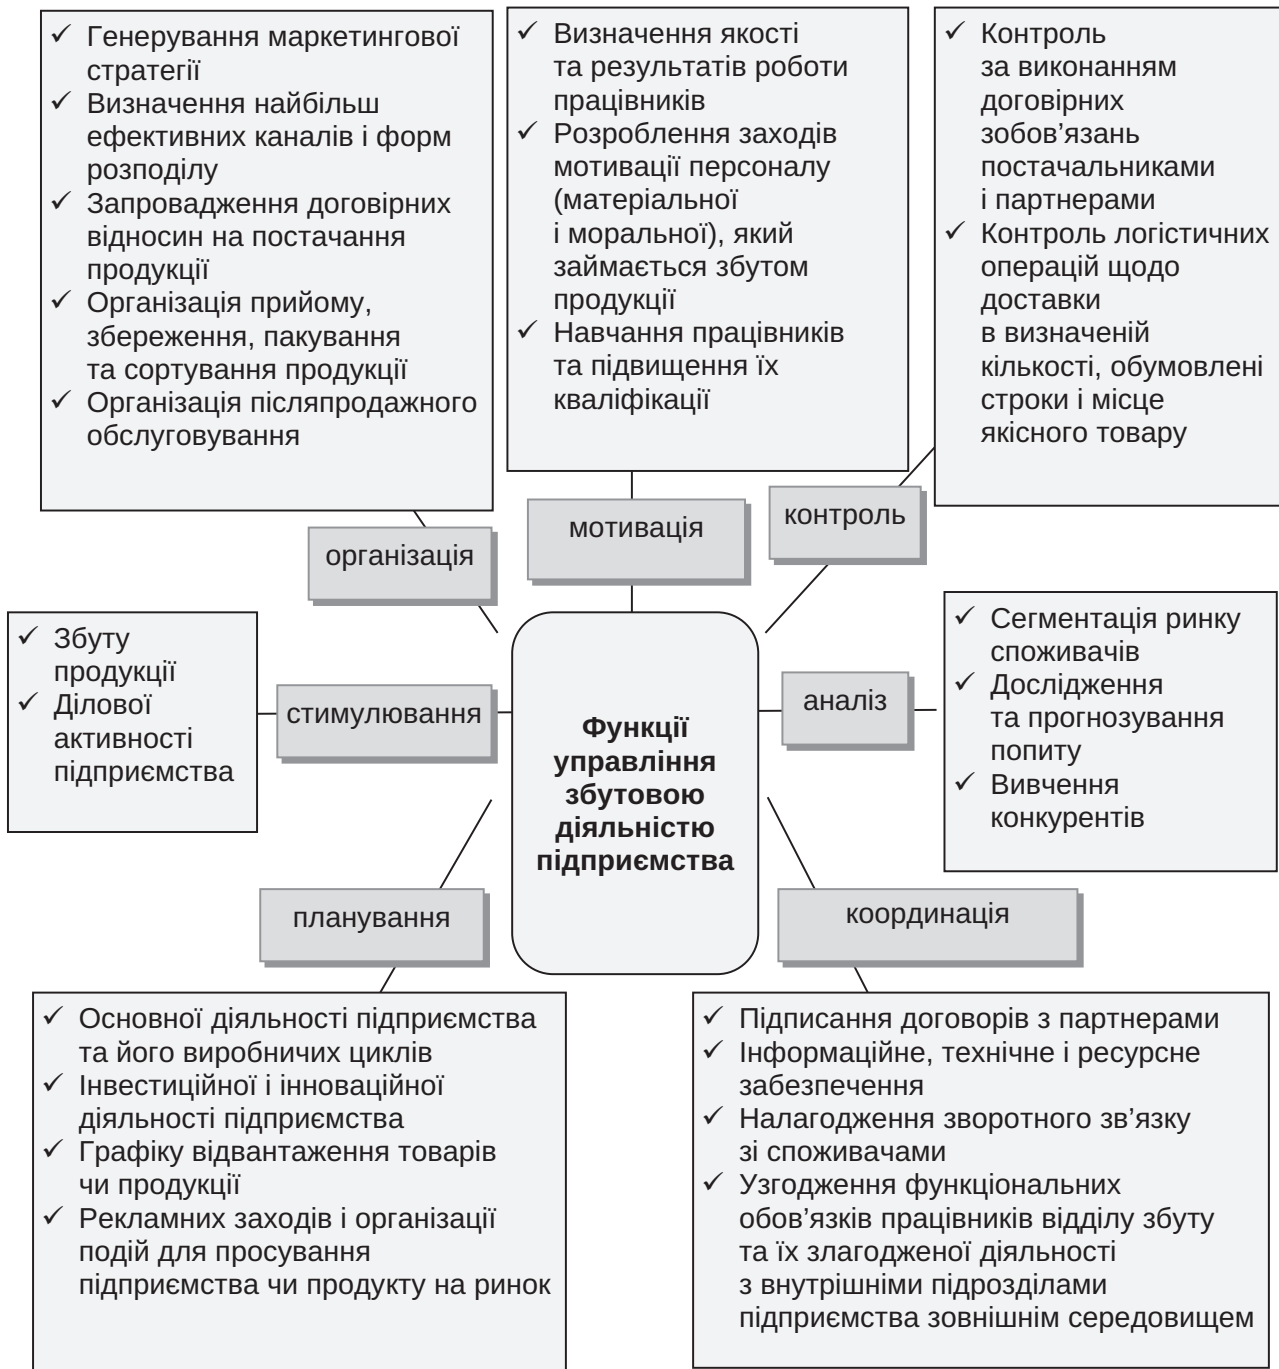 Генерування маркетингової
стратегії
Визначення найбільш
ефективних каналів і форм
розподілу
Запровадження договірних
відносин на постачання
продукції
Організація прийому,
збереження, пакування
та сортування продукції
Організація післяпродажного
обслуговування
Визначення якості
та результатів роботи
працівників
Розроблення заходів
мотивації персоналу
(матеріальної
і моральної), який
займається збутом
продукції
Навчання працівників
та підвищення їх
кваліфікації
Контроль
за виконанням
договірних
зобов’язань
постачальниками
і партнерами
Контроль логістичних
операцій щодо
доставки
в визначеній
кількості, обумовлені
строки і місце
якісного товару
організація
мотивація
контроль
Збуту
продукції
Ділової
активності
підприємства
стимулювання
Функції
управління
збутовою
діяльністю
підприємства
аналіз
Сегментація ринку
споживачів
Дослідження
та прогнозування
попиту
Вивчення
конкурентів
планування
координація
Основної діяльності підприємства
та його виробничих циклів
Інвестиційної і інноваційної
діяльності підприємства
Графіку відвантаження товарів
чи продукції
Рекламних заходів і організації
подій для просування
підприємства чи продукту на ринок
Підписання договорів з партнерами
Інформаційне, технічне і ресурсне
забезпечення
Налагодження зворотного зв’язку
зі споживачами
Узгодження функціональних
обов’язків працівників відділу збуту
та їх злагодженої діяльності
з внутрішніми підрозділами
підприємства зовнішнім середовищем